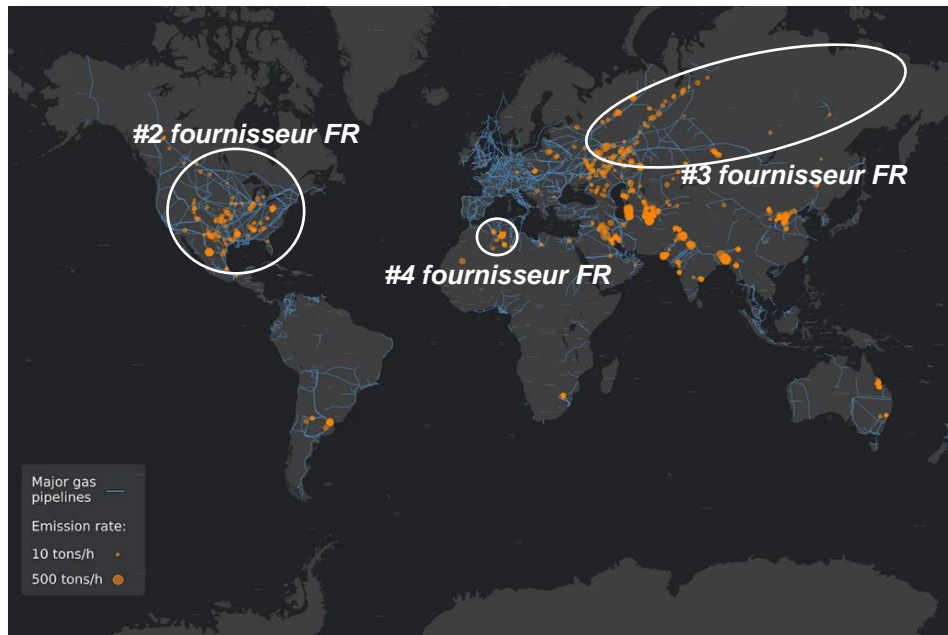 #2 fournisseur FR
#3 fournisseur FR
#4 fournisseur FR
Major gas
pipelines
Emission rate:
10 tons/h
500 tons/h